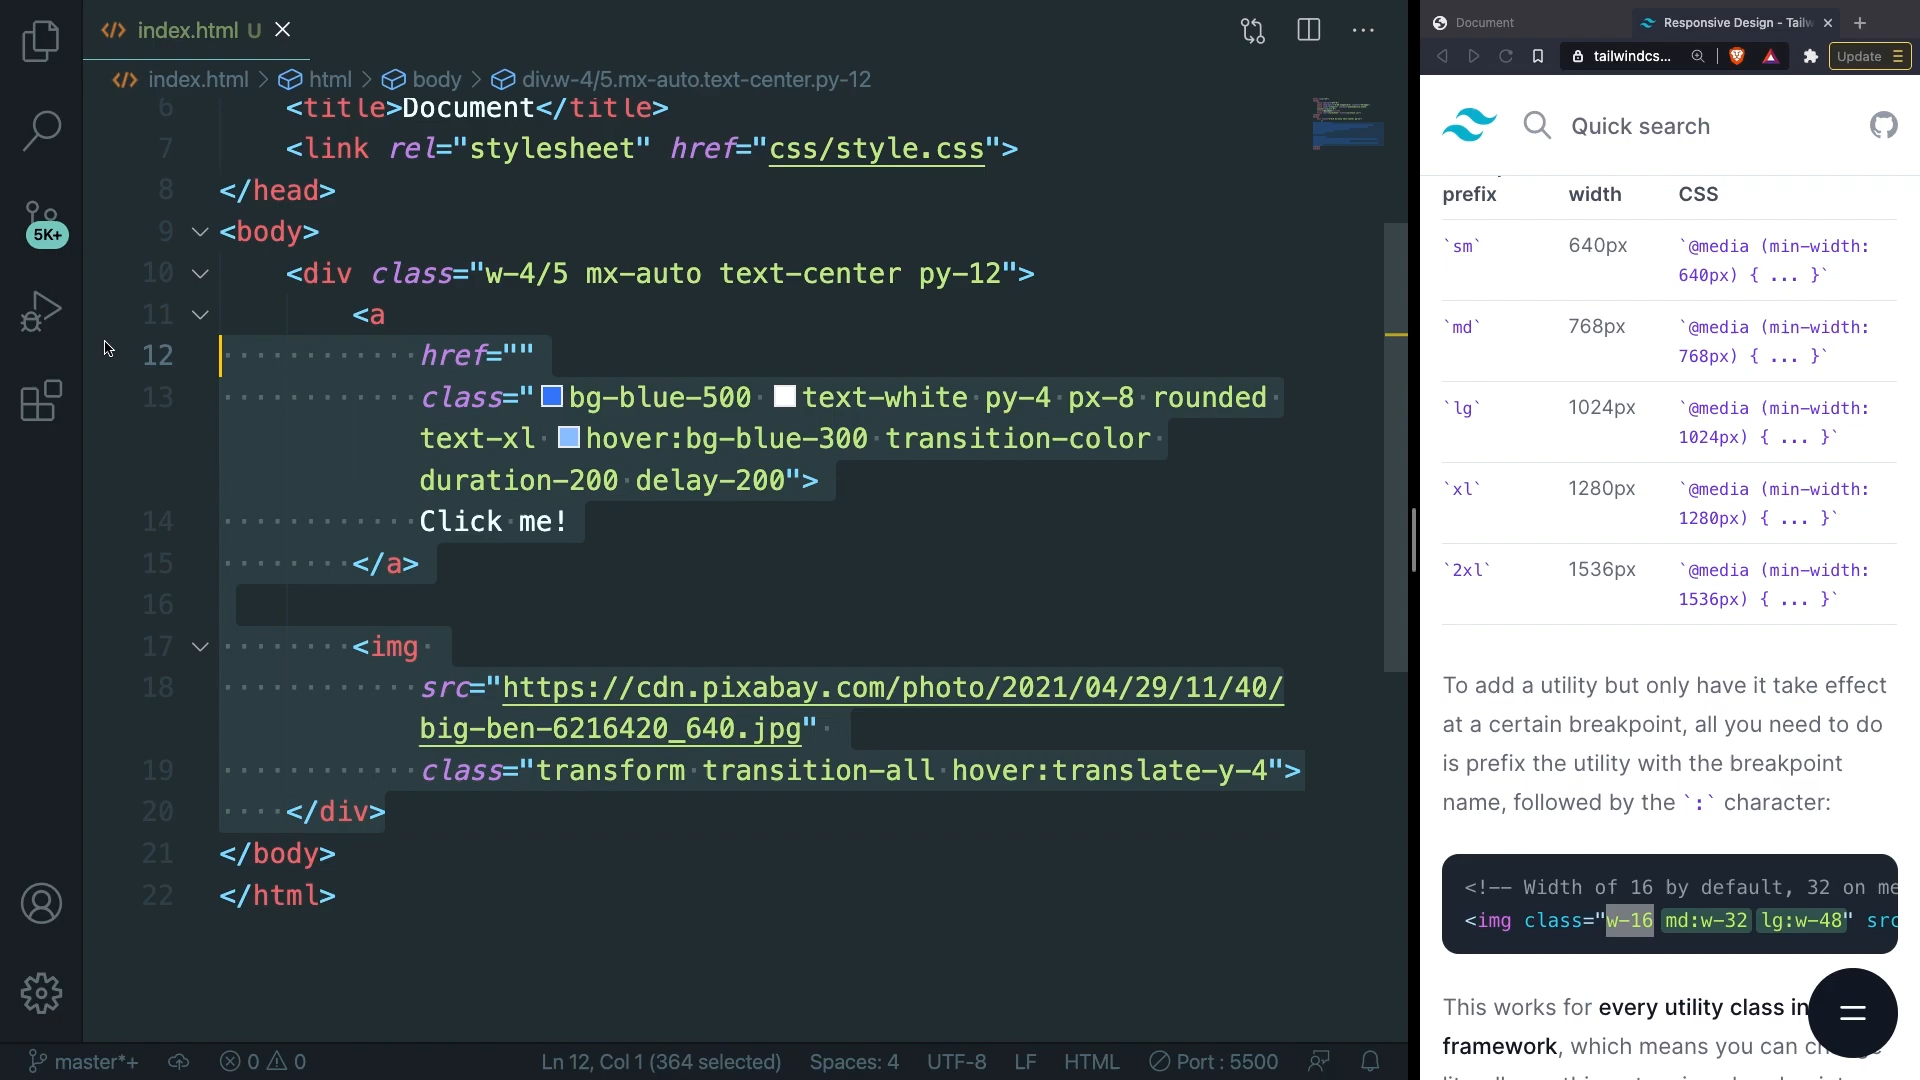 index.html U
index.html > html > body > div.w-4/5.mx-auto.text-center.py-12
6 <title>Document</title>
7 <link rel="stylesheet" href="css/style.css">
8 </head>
9 <body>
10 <div class="w-4/5 mx-auto text-center py-12">
11 <a
12 href=""
13 class="bg-blue-500 text-white py-4 px-8 rounded
text-xl hover:bg-blue-300 transition-color
duration-200 delay-200">
14 Click me!
15 </a>
16
17 <img
18 src="https://cdn.pixabay.com/photo/2021/04/29/11/40/
big-ben-6216420_640.jpg"
19 class="transform transition-all hover:translate-y-4">
20 </div>
21 </body>
22 </html>
5K+
master*+ 0 0 Ln 12, Col 1 (364 selected) Spaces: 4 UTF-8 LF HTML Port : 5500
Document Responsive Design - Tailw
tailwindcs... Update
Quick search
prefix width CSS
`sm` 640px `@media (min-width:
640px) { ... }`
`md` 768px `@media (min-width:
768px) { ... }`
`lg` 1024px `@media (min-width:
1024px) { ... }`
`xl` 1280px `@media (min-width:
1280px) { ... }`
`2xl` 1536px `@media (min-width:
1536px) { ... }`
To add a utility but only have it take effect
at a certain breakpoint, all you need to do
is prefix the utility with the breakpoint
name, followed by the `:` character:
<!-- Width of 16 by default, 32 on me
<img class="w-16 md:w-32 lg:w-48" src
This works for every utility class in
framework, which means you can